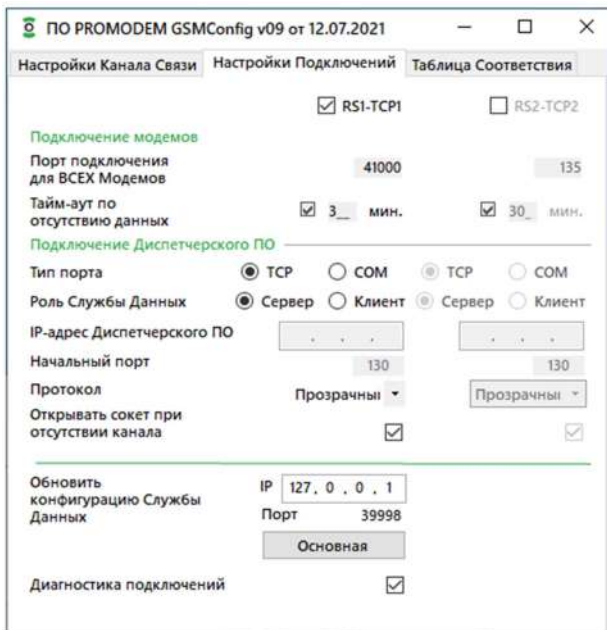 ПО PROMODEM GSMConfig v09 от 12.07.2021
Настройки Канала Связи Настройки Подключений Таблица Соответствия
RS1-TCP1 RS2-TCP2
Подключение модемов
Порт подключения
для ВСЕХ Модемов 41000 135
Тайм-аут по
отсутствию данных 3__ мин. 30_ мин.
Подключение Диспетчерского ПО
Тип порта TCP COM TCP COM
Роль Службы Данных Сервер Клиент Сервер Клиент
IP-адрес Диспетчерского ПО . . . . . .
Начальный порт 130 130
Протокол Прозрачны Прозрачный
Открывать сокет при
отсутствии канала
Обновить IP 127. 0 . 0 . 1
конфигурацию Службы
Данных Порт 39998
Основная
Диагностика подключений